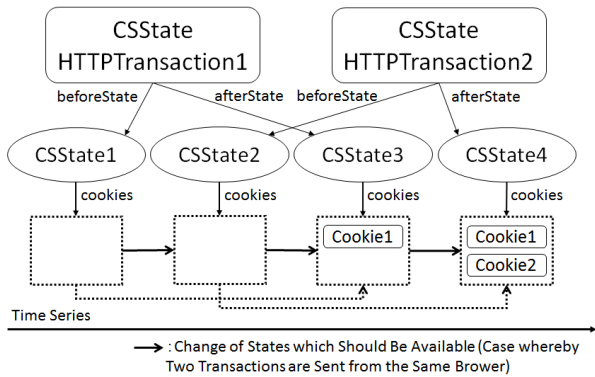 CSState
HTTPTransaction1
CSState
HTTPTransaction2
beforeState
afterState
beforeState
afterState
CSState1
CSState2
CSState3
CSState4
cookies
cookies
cookies
cookies
Cookie1
Cookie1
Cookie2
Time Series
: Change of States which Should Be Available (Case whereby
Two Transactions are Sent from the Same Brower)